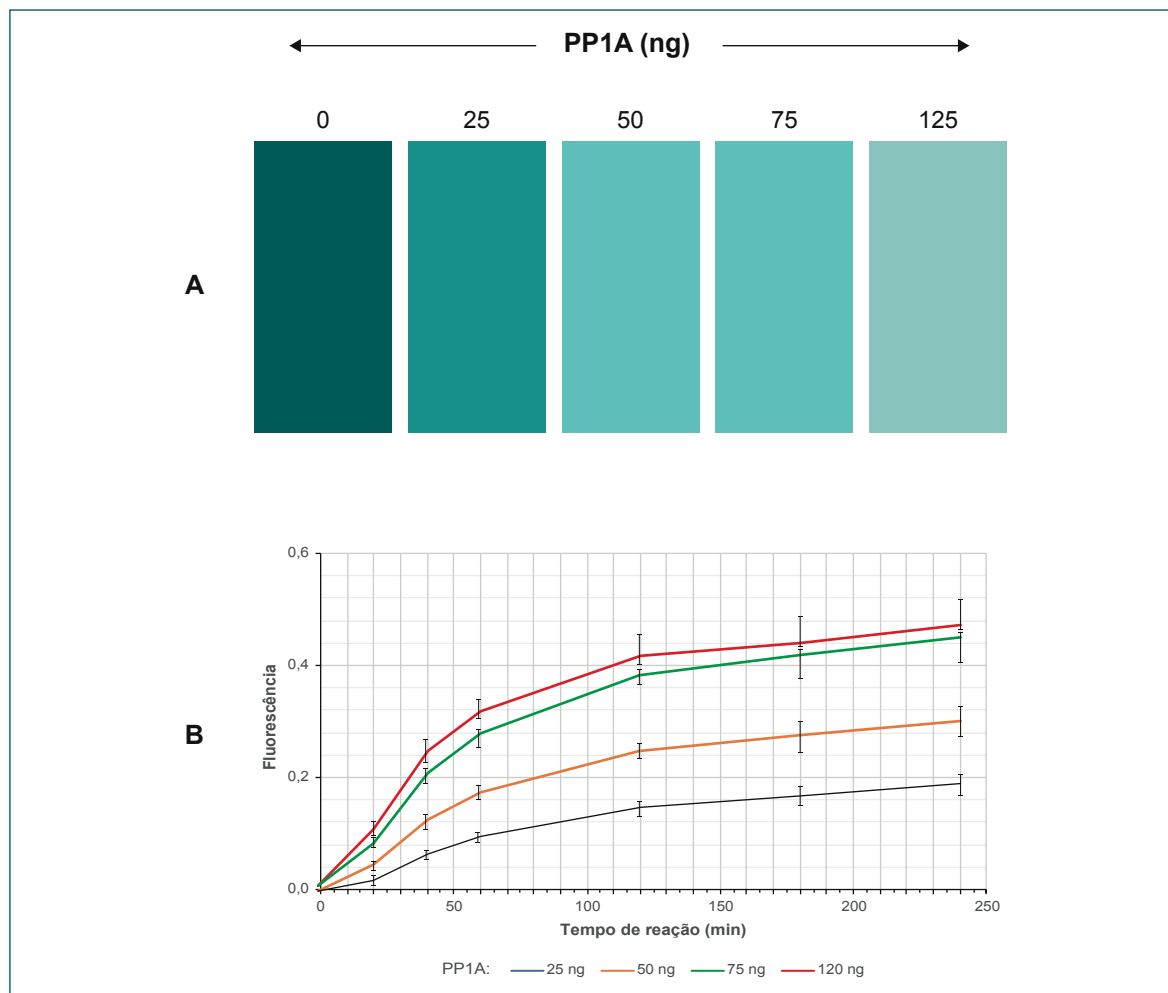 PP1A (ng)
0 25 50 75 125
A
B
Fluorescência
0,6
0,4
0,2
0,0
0 50 100 150 200 250
Tempo de reação (min)
PP1A: 25 ng 50 ng 75 ng 120 ng